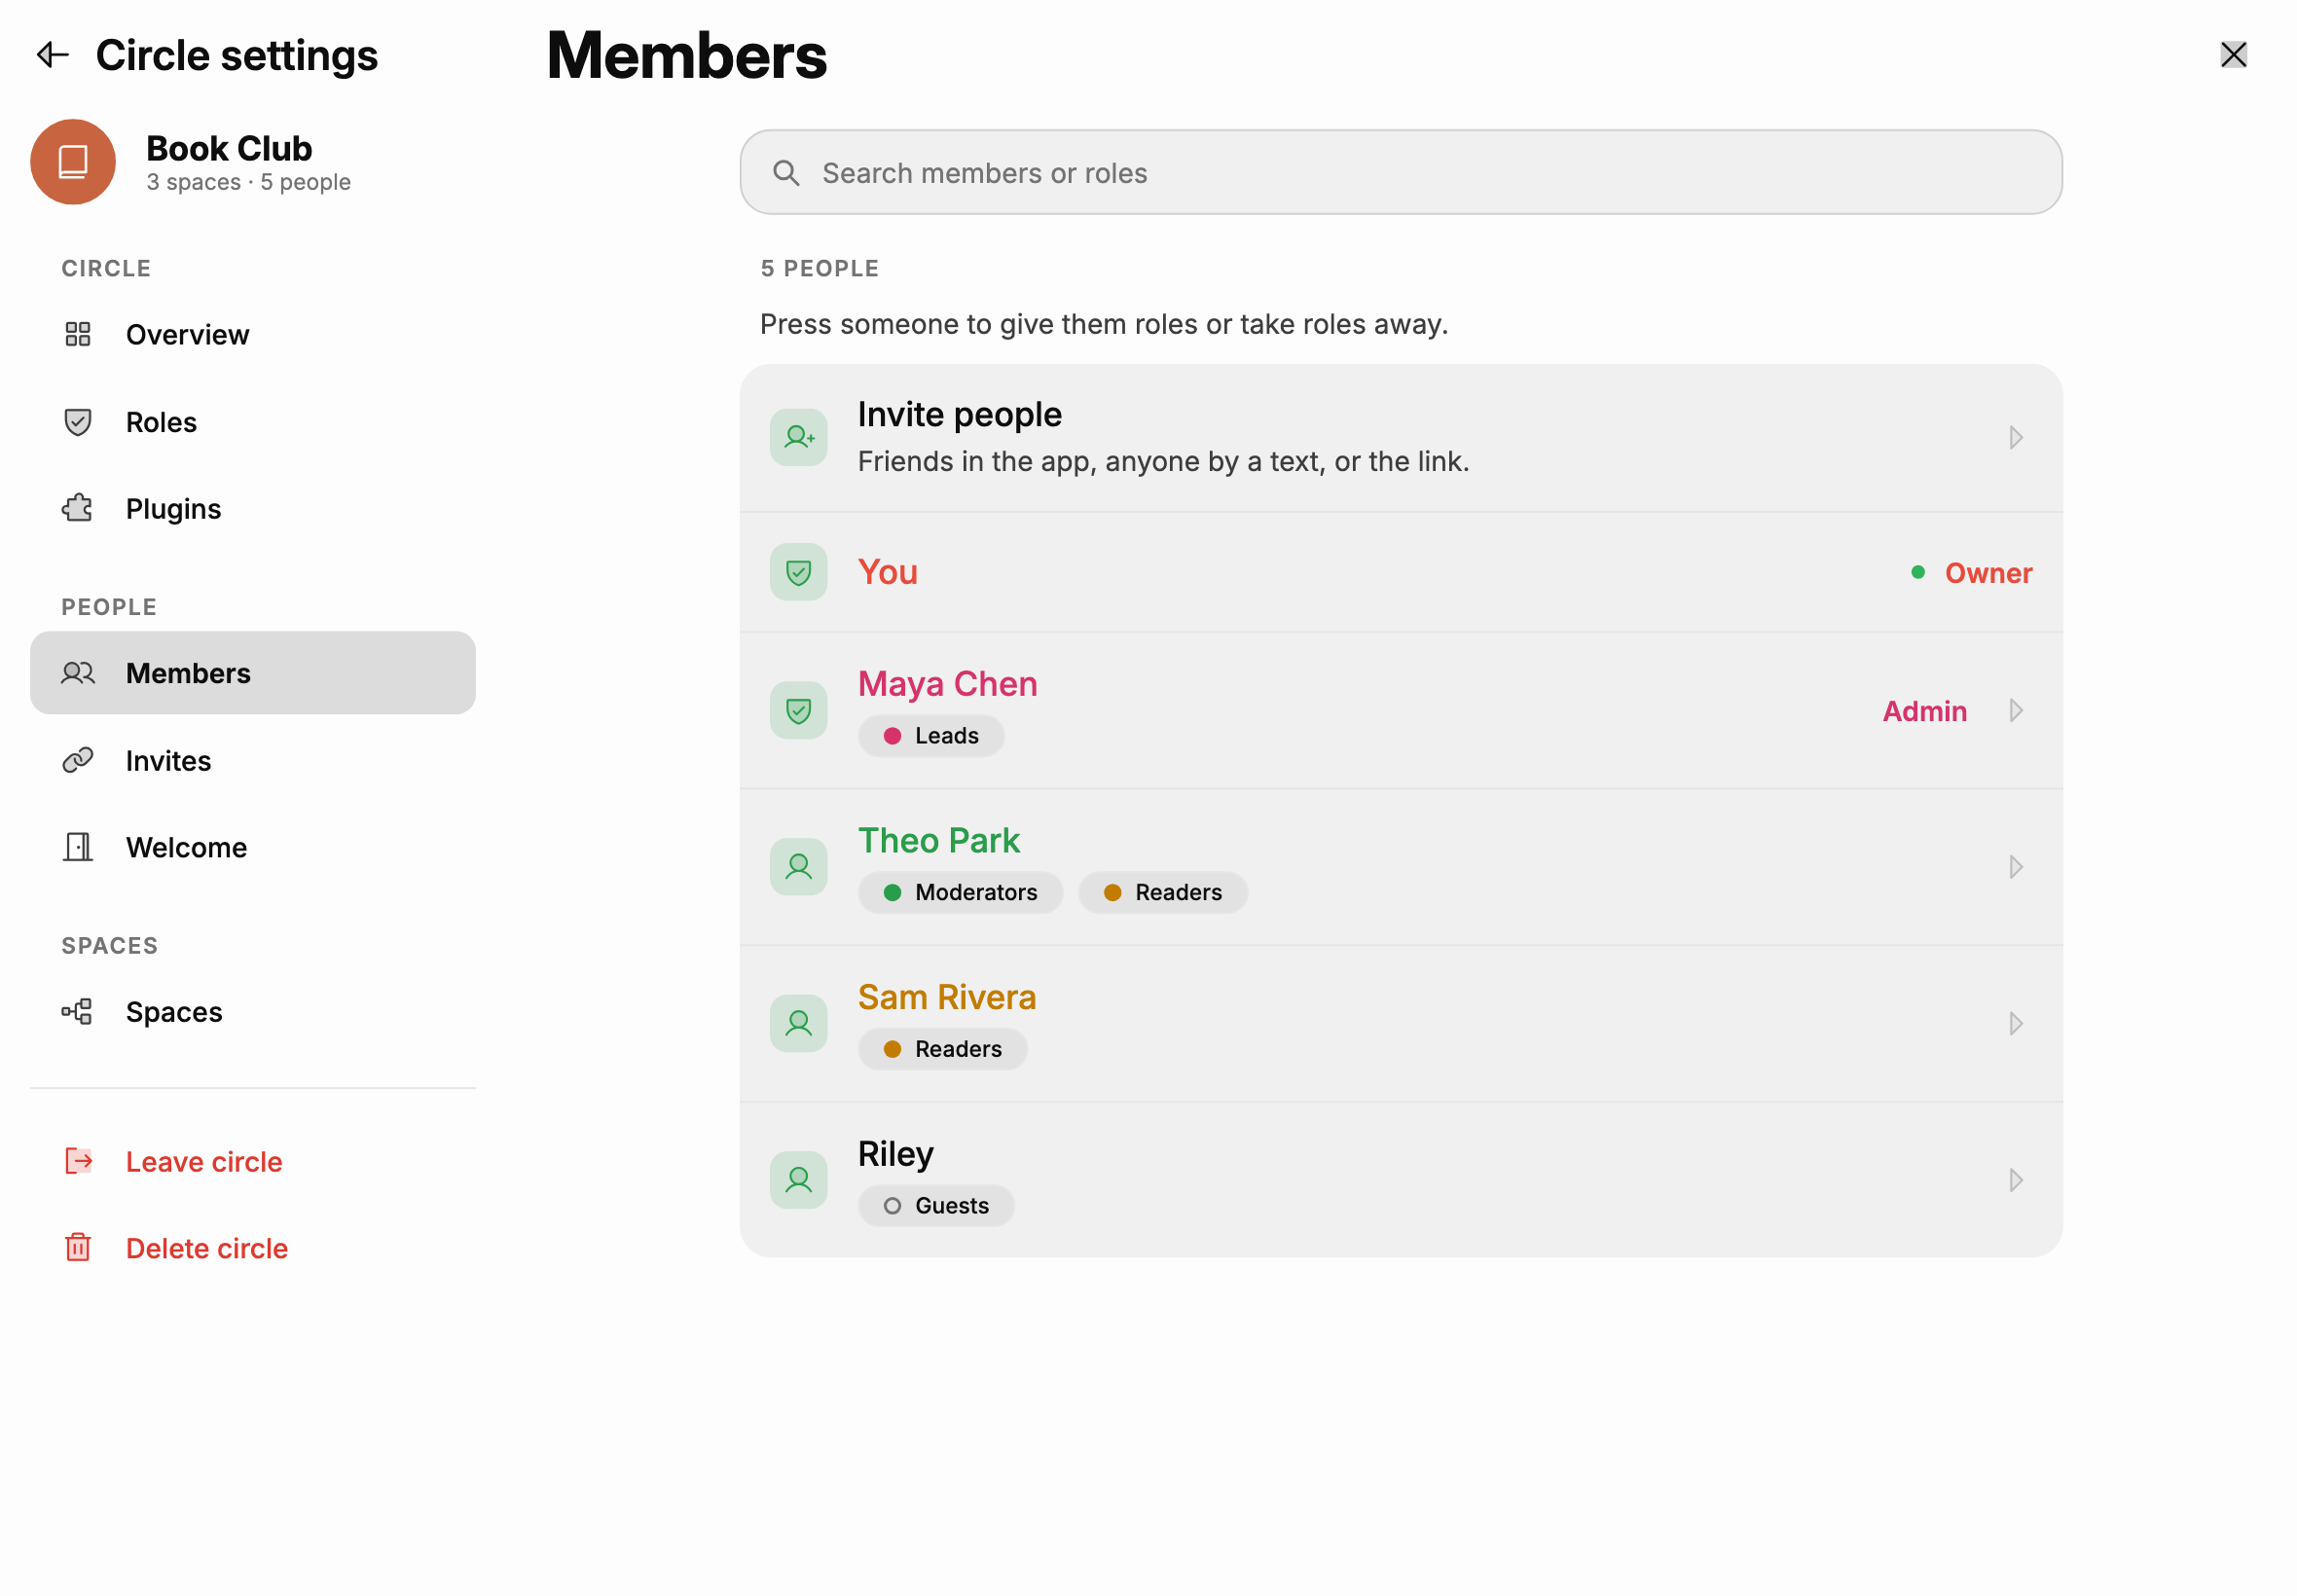 Circle settings
Book Club
3 spaces · 5 people
CIRCLE
Overview
Roles
Plugins
PEOPLE
Members
Invites
Welcome
SPACES
Spaces
Leave circle
Delete circle
Members
Search members or roles
5 PEOPLE
Press someone to give them roles or take roles away.
Invite people
Friends in the app, anyone by a text, or the link.
You
Owner
Maya Chen
Leads
Admin
Theo Park
Moderators
Readers
Sam Rivera
Readers
Riley
Guests